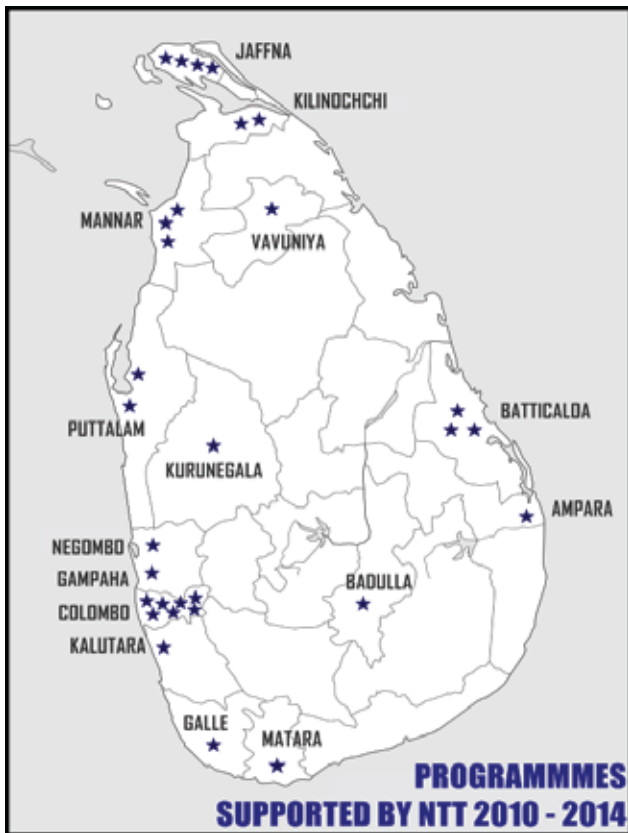 JAFFNA
KILINOCHCHI
MANNAR
VAVUNIYA
PUTTALAM
BATTICALOA
KURUNEGALA
AMPARA
NEGOMBO
GAMPAHA
BADULLA
COLOMBO
KALUTARA
GALLE
MATARA
PROGRAMMMES
SUPPORTED BY NTT 2010 - 2014